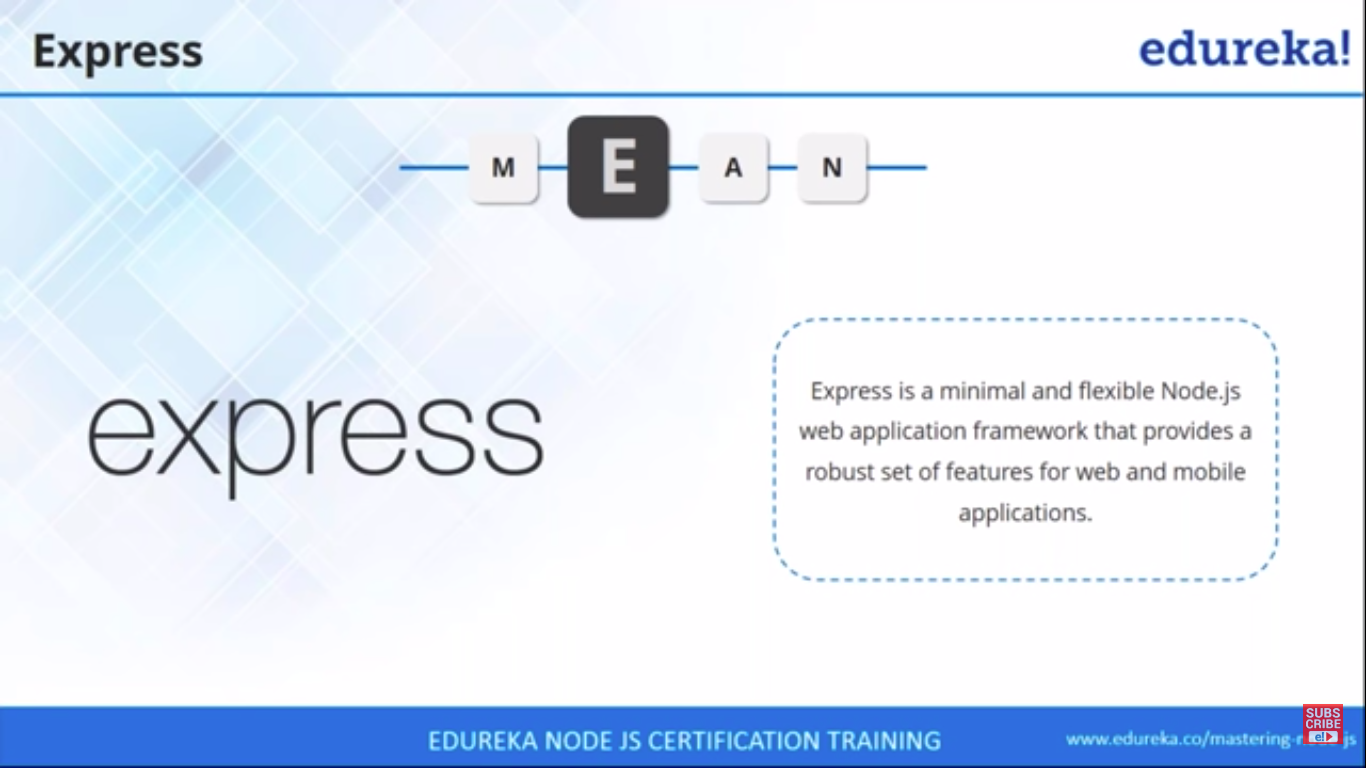 Express
edureka!
M E A N
express
Express is a minimal and flexible Node.js
web application framework that provides a
robust set of features for web and mobile
applications.
EDUREKA NODE JS CERTIFICATION TRAINING
www.edureka.co/mastering-node-js
SUBS
CRIBE
e!